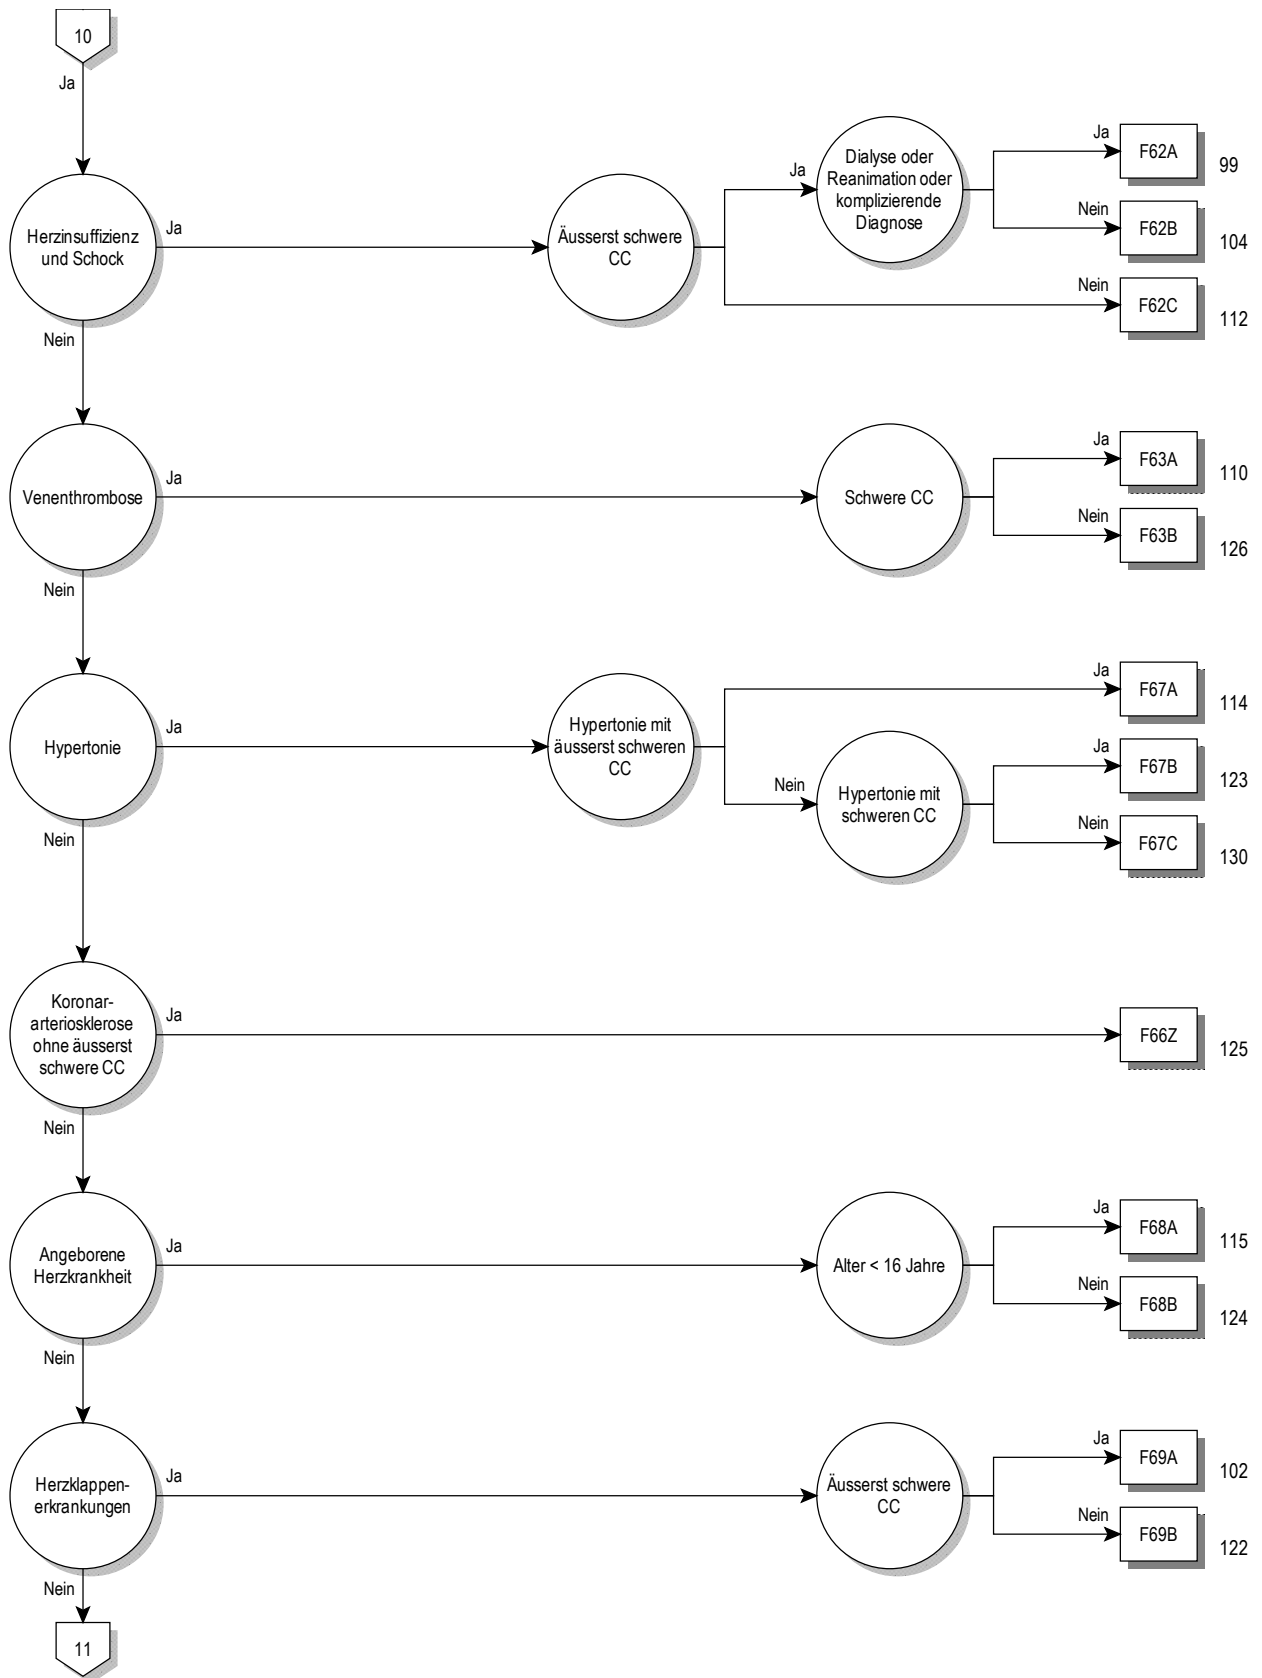 10
Ja
Herzinsuffizienz
und Schock
Ja
Äusserst schwere
CC
Ja
Dialyse oder
Reanimation oder
komplizierende
Diagnose
Ja
F62A
99
Nein
F62B
104
Nein
F62C
112
Nein
Venenthrombose
Ja
Schwere CC
Ja
F63A
110
Nein
F63B
126
Nein
Hypertonie
Ja
Hypertonie mit
äusserst schweren
CC
Ja
F67A
114
Nein
Hypertonie mit
schweren CC
Ja
F67B
123
Nein
F67C
130
Nein
Koronar-
arteriosklerose
ohne äusserst
schwere CC
Ja
F66Z
125
Nein
Angeborene
Herzkrankheit
Ja
Alter < 16 Jahre
Ja
F68A
115
Nein
F68B
124
Nein
Herzklappen-
erkrankungen
Ja
Äusserst schwere
CC
Ja
F69A
102
Nein
F69B
122
Nein
11